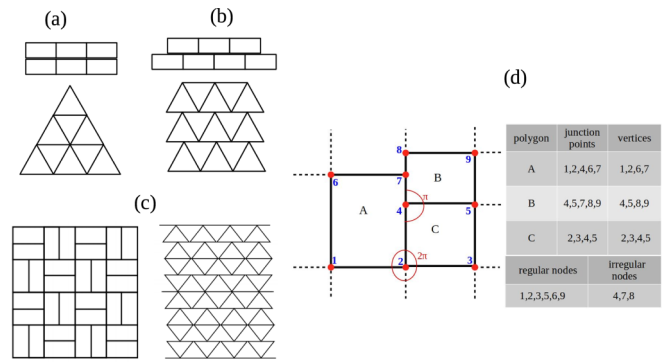 (a)
(b)
(c)
(d)
8
9
B
6
7
π
A
4
5
C
2π
1
2
3
polygon junction points vertices
A 1,2,4,6,7 1,2,6,7
B 4,5,7,8,9 4,5,8,9
C 2,3,4,5 2,3,4,5
regular nodes irregular nodes
1,2,3,5,6,9 4,7,8